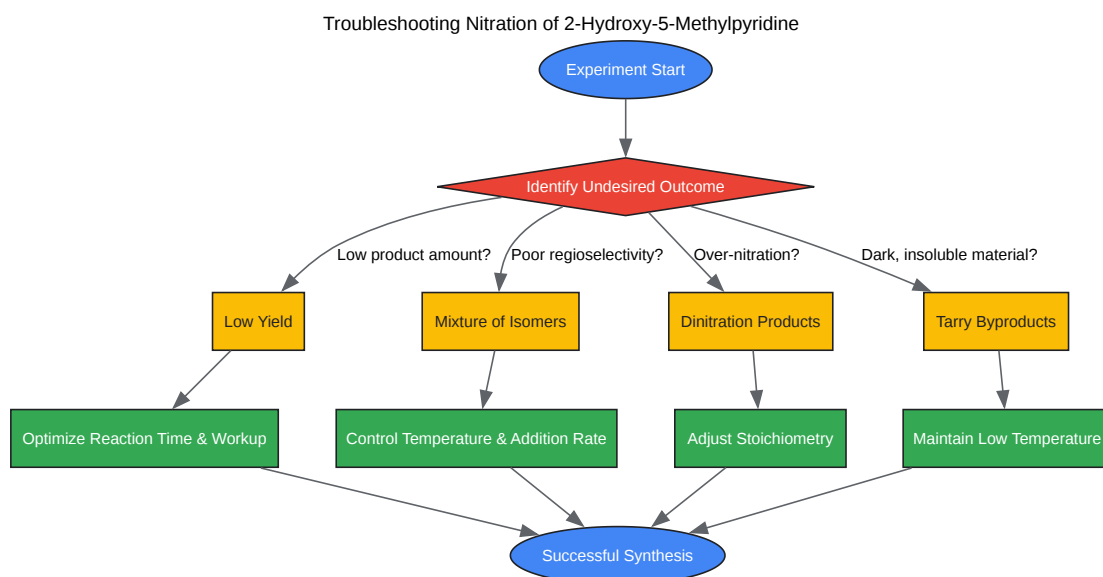 Troubleshooting Nitration of 2-Hydroxy-5-Methylpyridine
Experiment Start
Identify Undesired Outcome
Low product amount?
Poor regioselectivity?
Over-nitration?
Dark, insoluble material?
Low Yield
Mixture of Isomers
Dinitration Products
Tarry Byproducts
Optimize Reaction Time & Workup
Control Temperature & Addition Rate
Adjust Stoichiometry
Maintain Low Temperature
Successful Synthesis